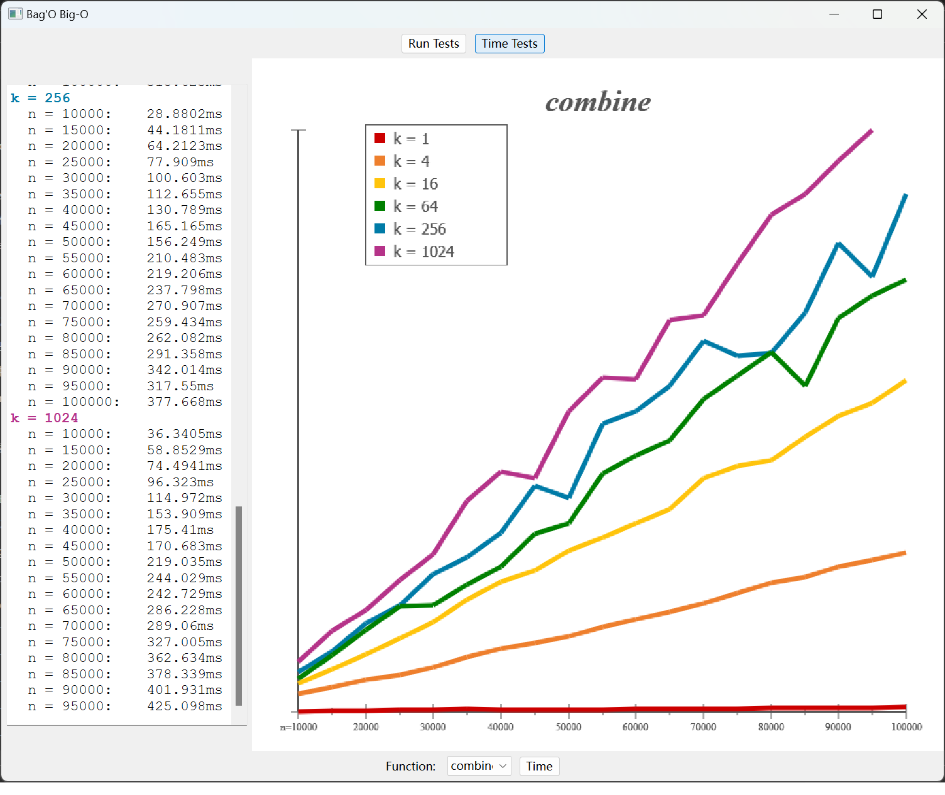 Bag'O Big-O
Run Tests
Time Tests
k = 256
n = 10000: 28.8802ms
n = 15000: 44.1811ms
n = 20000: 64.2123ms
n = 25000: 77.909ms
n = 30000: 100.603ms
n = 35000: 112.655ms
n = 40000: 130.789ms
n = 45000: 165.165ms
n = 50000: 156.249ms
n = 55000: 210.483ms
n = 60000: 219.206ms
n = 65000: 237.798ms
n = 70000: 270.907ms
n = 75000: 259.434ms
n = 80000: 262.082ms
n = 85000: 291.358ms
n = 90000: 342.014ms
n = 95000: 317.55ms
n = 100000: 377.668ms
k = 1024
n = 10000: 36.3405ms
n = 15000: 58.8529ms
n = 20000: 74.4941ms
n = 25000: 96.323ms
n = 30000: 114.972ms
n = 35000: 153.909ms
n = 40000: 175.41ms
n = 45000: 170.683ms
n = 50000: 219.035ms
n = 55000: 244.029ms
n = 60000: 242.729ms
n = 65000: 286.228ms
n = 70000: 289.06ms
n = 75000: 327.005ms
n = 80000: 362.634ms
n = 85000: 378.339ms
n = 90000: 401.931ms
n = 95000: 425.098ms
combine
k = 1
k = 4
k = 16
k = 64
k = 256
k = 1024
n=10000 20000 30000 40000 50000 60000 70000 80000 90000 100000
Function: combin Time